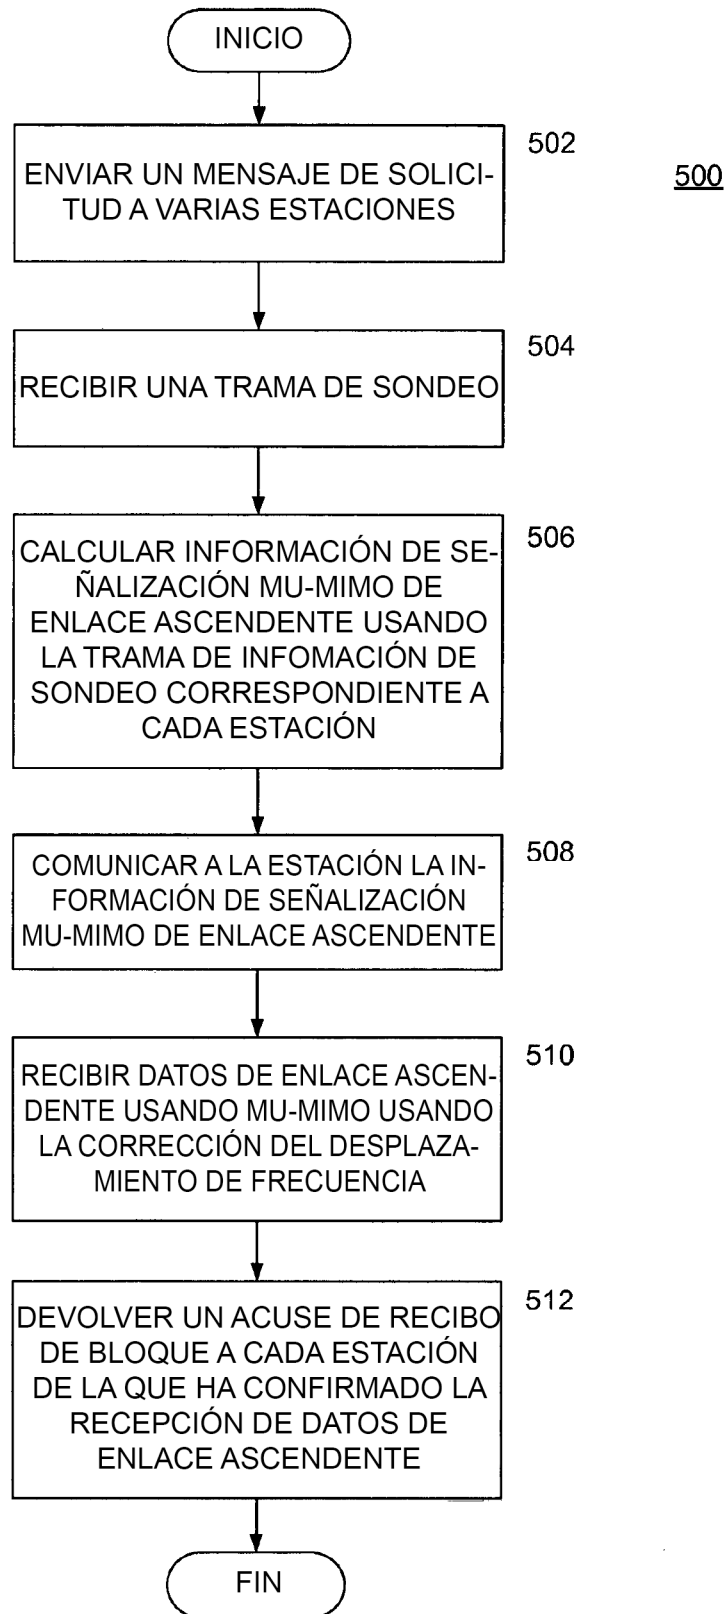 INICIO
502
500
ENVIAR UN MENSAJE DE SOLICI-
TUD A VARIAS ESTACIONES
504
RECIBIR UNA TRAMA DE SONDEO
506
CALCULAR INFORMACIÓN DE SE-
ÑALIZACIÓN MU-MIMO DE
ENLACE ASCENDENTE USANDO
LA TRAMA DE INFOMACIÓN DE
SONDEO CORRESPONDIENTE A
CADA ESTACIÓN
508
COMUNICAR A LA ESTACIÓN LA IN-
FORMACIÓN DE SEÑALIZACIÓN
MU-MIMO DE ENLACE ASCENDENTE
510
RECIBIR DATOS DE ENLACE ASCEN-
DENTE USANDO MU-MIMO USANDO
LA CORRECCIÓN DEL DESPLAZA-
MIENTO DE FRECUENCIA
512
DEVOLVER UN ACUSE DE RECIBO
DE BLOQUE A CADA ESTACIÓN
DE LA QUE HA CONFIRMADO LA
RECEPCIÓN DE DATOS DE
ENLACE ASCENDENTE
FIN